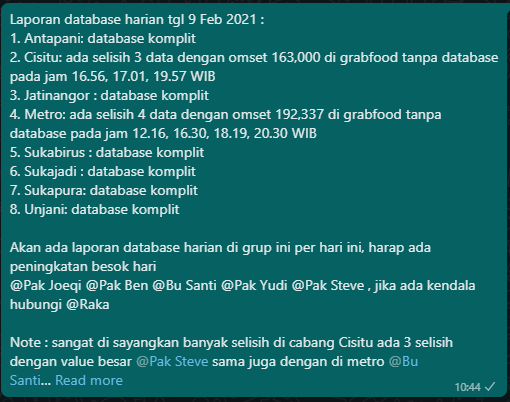 Laporan database harian tgl 9 Feb 2021 :
1. Antapani: database komplit
2. Cisitu: ada selisih 3 data dengan omset 163,000 di grabfood tanpa database
pada jam 16.56, 17.01, 19.57 WIB
3. Jatinangor : database komplit
4. Metro: ada selisih 4 data dengan omset 192,337 di grabfood tanpa
database pada jam 12.16, 16.30, 18.19, 20.30 WIB
5. Sukabirus : database komplit
6. Sukajadi : database komplit
7. Sukapura: database komplit
8. Unjani: database komplit
Akan ada laporan database harian di grup ini per hari ini, harap ada
peningkatan besok hari
@Pak Joeqi @Pak Ben @Bu Santi @Pak Yudi @Pak Steve , jika ada kendala
hubungi @Raka
Note : sangat di sayangkan banyak selisih di cabang Cisitu ada 3 selisih
dengan value besar @Pak Steve sama juga dengan di metro @Bu
Santi... Read more
10:44